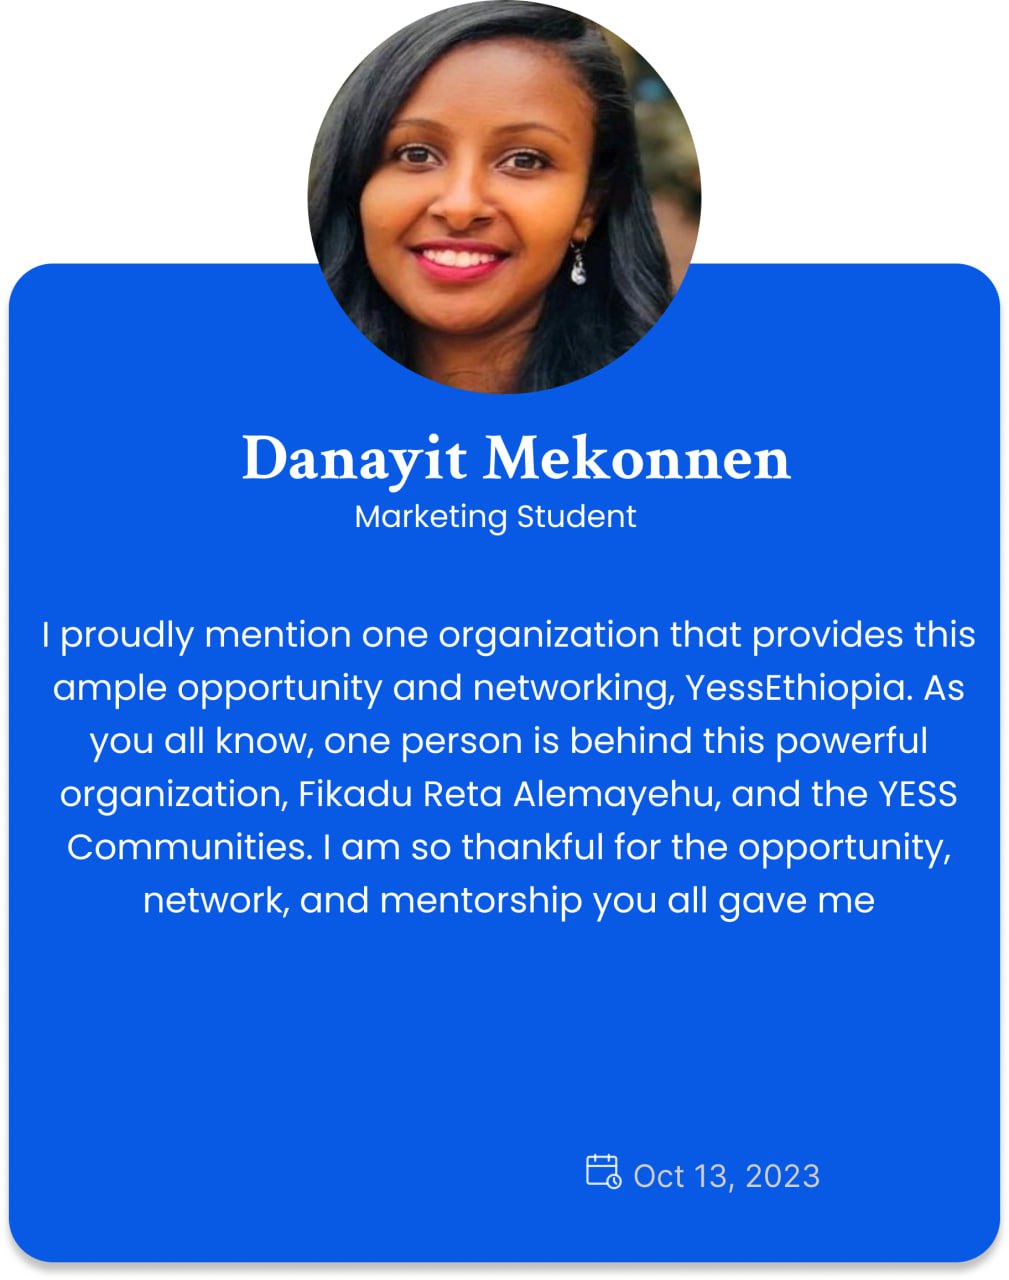 Danayit Mekonnen
Marketing Student
I proudly mention one organization that provides this
ample opportunity and networking, YessEthiopia. As
you all know, one person is behind this powerful
organization, Fikadu Reta Alemayehu, and the YESS
Communities. I am so thankful for the opportunity,
network, and mentorship you all gave me
Oct 13, 2023